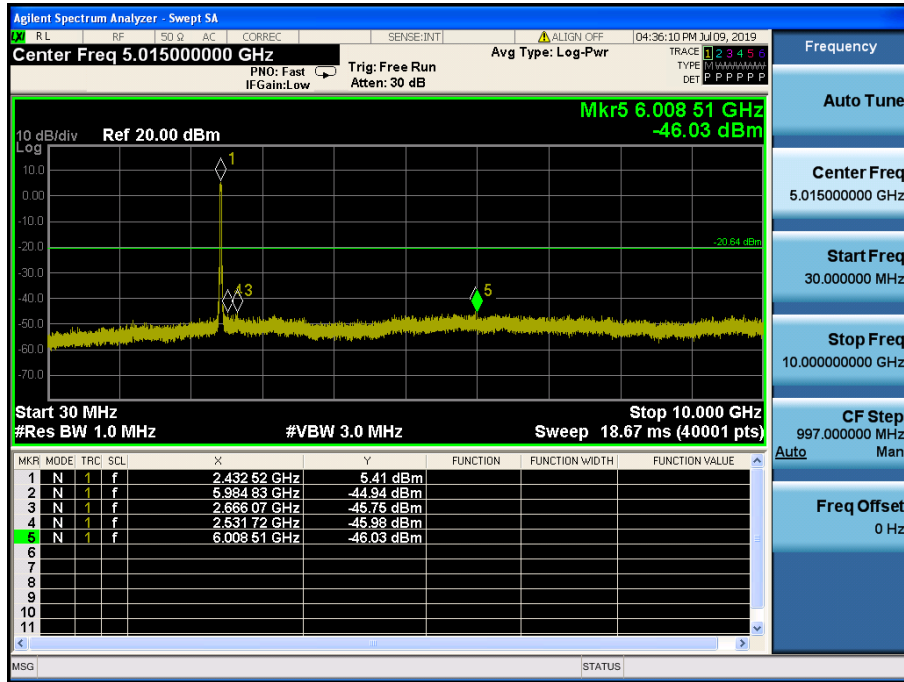 Agilent Spectrum Analyzer - Swept SA
LXI RL RF 50 Ω AC CORREC SENSE:INT ALIGN OFF 04:36:10 PM Jul 09, 2019
Center Freq 5.015000000 GHz
PNO: Fast
IFGain:Low
Trig: Free Run
Atten: 30 dB
Avg Type: Log-Pwr
TRACE 1 2 3 4 5 6
TYPE M WWWWW
DET P P P P P P
Frequency
Auto Tune
Center Freq
5.015000000 GHz
Start Freq
30.000000 MHz
Stop Freq
10.000000000 GHz
CF Step
997.000000 MHz
Auto Man
Freq Offset
0 Hz
Mkr5 6.008 51 GHz
-46.03 dBm
10 dB/div Ref 20.00 dBm
Log
10.0
0.00
-10.0
-20.0
-30.0
-40.0
-50.0
-60.0
-70.0
1
-20.64 dBm
43
5
Start 30 MHz Stop 10.000 GHz
#Res BW 1.0 MHz #VBW 3.0 MHz Sweep 18.67 ms (40001 pts)
MKR MODE TRC SCL X Y FUNCTION FUNCTION WIDTH FUNCTION VALUE
1 N 1 f 2.432 52 GHz 5.41 dBm
2 N 1 f 5.984 83 GHz -44.94 dBm
3 N 1 f 2.666 07 GHz -45.75 dBm
4 N 1 f 2.531 72 GHz -45.98 dBm
5 N 1 f 6.008 51 GHz -46.03 dBm
6
7
8
9
10
11
MSG STATUS